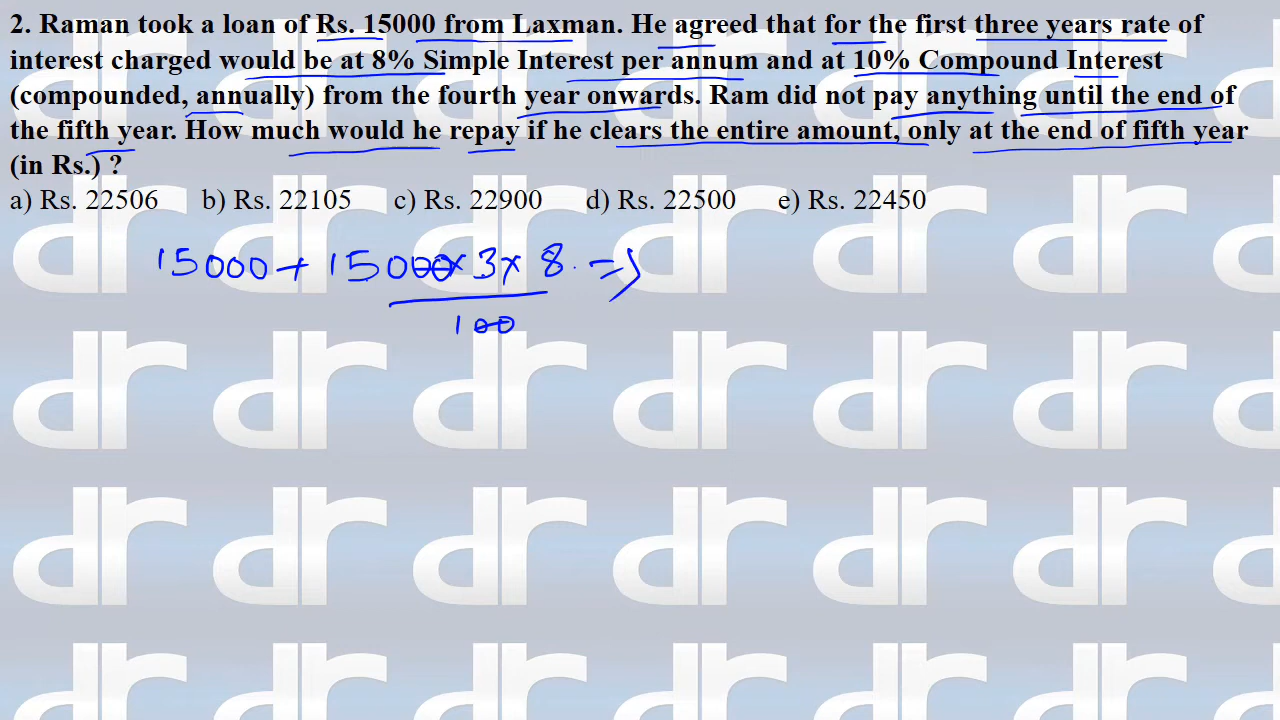 2. Raman took a loan of Rs. 15000 from Laxman. He agreed that for the first three years rate of
interest charged would be at 8% Simple Interest per annum and at 10% Compound Interest
(compounded, annually) from the fourth year onwards. Ram did not pay anything until the end of
the fifth year. How much would he repay if he clears the entire amount, only at the end of fifth year
(in Rs.) ?
a) Rs. 22506 b) Rs. 22105 c) Rs. 22900 d) Rs. 22500 e) Rs. 22450
15000 + 15000 x 3 x 8 =>
100